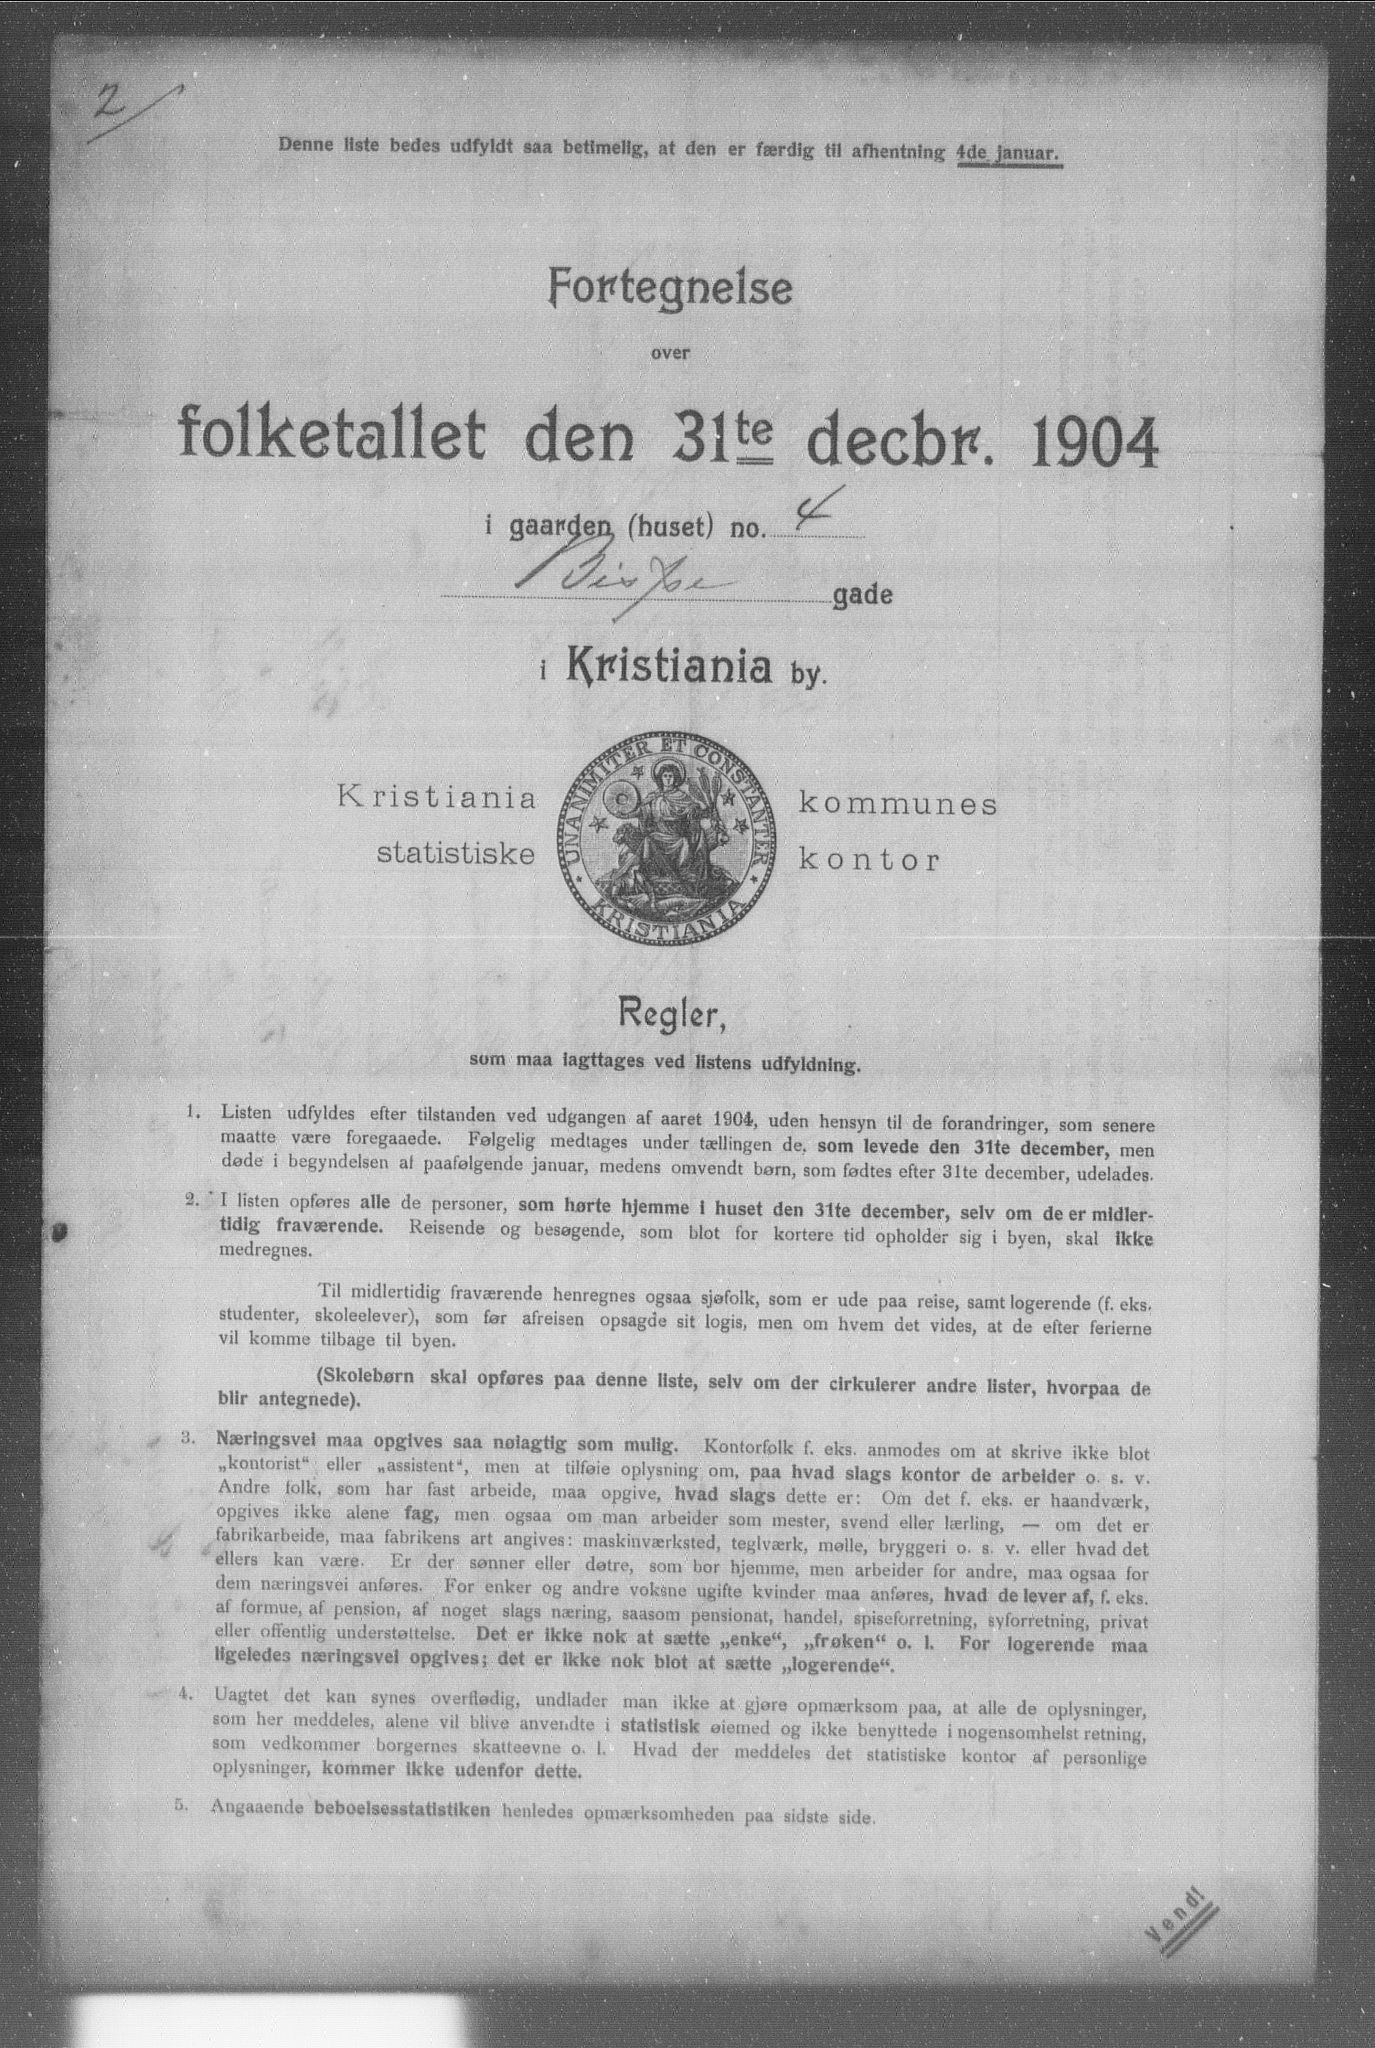 2
Denne liste bedes udfyldt saa betimelig, at den er færdig til afhentning 4de januar.
Fortegnelse
over
folketallet den 31te decbr. 1904
i gaarden (huset) no. 4
Bispe gade
i Kristiania by.
Kristiania kommunes
statistiske kontor
UNANIMITER ET CONSTANTER
KRISTIANIA
Regler,
som maa iagttages ved listens udfyldning.
1. Listen udfyldes efter tilstanden ved udgangen af aaret 1904, uden hensyn til de forandringer, som senere
maatte være foregaaede. Følgelig medtages under tællingen de, som levede den 31te december, men
døde i begyndelsen af paafølgende januar, medens omvendt børn, som fødtes efter 31te december, udelades.
2. I listen opføres alle de personer, som hørte hjemme i huset den 31te december, selv om de er midler-
tidig fraværende. Reisende og besøgende, som blot for kortere tid opholder sig i byen, skal ikke
medregnes.
Til midlertidig fraværende henregnes ogsaa sjøfolk, som er ude paa reise, samt logerende (f. eks.
studenter, skoleelever), som før afreisen opsagde sit logis, men om hvem det vides, at de efter ferierne
vil komme tilbage til byen.
(Skolebørn skal opføres paa denne liste, selv om der cirkulerer andre lister, hvorpaa de
blir antegnede).
3. Næringsvei maa opgives saa nøiagtig som mulig. Kontorfolk f. eks. anmodes om at skrive ikke blot
„kontorist“ eller „assistent“, men at tilføie oplysning om, paa hvad slags kontor de arbeider o. s. v.
Andre folk, som har fast arbeide, maa opgive, hvad slags dette er: Om det f. eks. er haandværk,
opgives ikke alene fag, men ogsaa om man arbeider som mester, svend eller lærling, — om det er
fabrikarbeide, maa fabrikens art angives: maskinværksted, teglværk, mølle, bryggeri o. s. v. eller hvad det
ellers kan være. Er der sønner eller døtre, som bor hjemme, men arbeider for andre, maa ogsaa for
dem næringsvei anføres. For enker og andre voksne ugifte kvinder maa anføres, hvad de lever af, f. eks.
af formue, af pension, af noget slags næring, saasom pensionat, handel, spiseforretning, syforretning, privat
eller offentlig understøttelse. Det er ikke nok at sætte „enke“, „frøken“ o. l. For logerende maa
ligeledes næringsvei opgives; det er ikke nok blot at sætte „logerende“.
4. Uagtet det kan synes overflødig, undlader man ikke at gjøre opmærksom paa, at alle de oplysninger,
som her meddeles, alene vil blive anvendte i statistisk øiemed og ikke benyttede i nogensomhelst retning,
som vedkommer borgernes skatteevne o. l. Hvad der meddeles det statistiske kontor af personlige
oplysninger, kommer ikke udenfor dette.
5. Angaaende beboelsesstatistiken henledes opmærksomheden paa sidste side.
Vend!